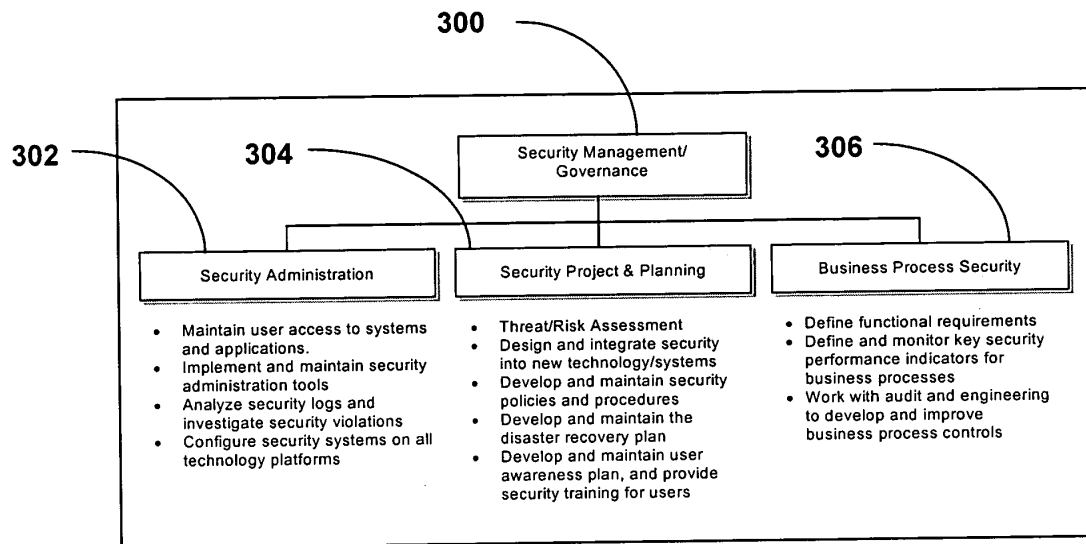 300
302
304
306
Security Management/
Governance
Security Administration
Security Project & Planning
Business Process Security
• Maintain user access to systems
and applications.
• Implement and maintain security
administration tools
• Analyze security logs and
investigate security violations
• Configure security systems on all
technology platforms
• Threat/Risk Assessment
• Design and integrate security
into new technology/systems
• Develop and maintain security
policies and procedures
• Develop and maintain the
disaster recovery plan
• Develop and maintain user
awareness plan, and provide
security training for users
• Define functional requirements
• Define and monitor key security
performance indicators for
business processes
• Work with audit and engineering
to develop and improve
business process controls